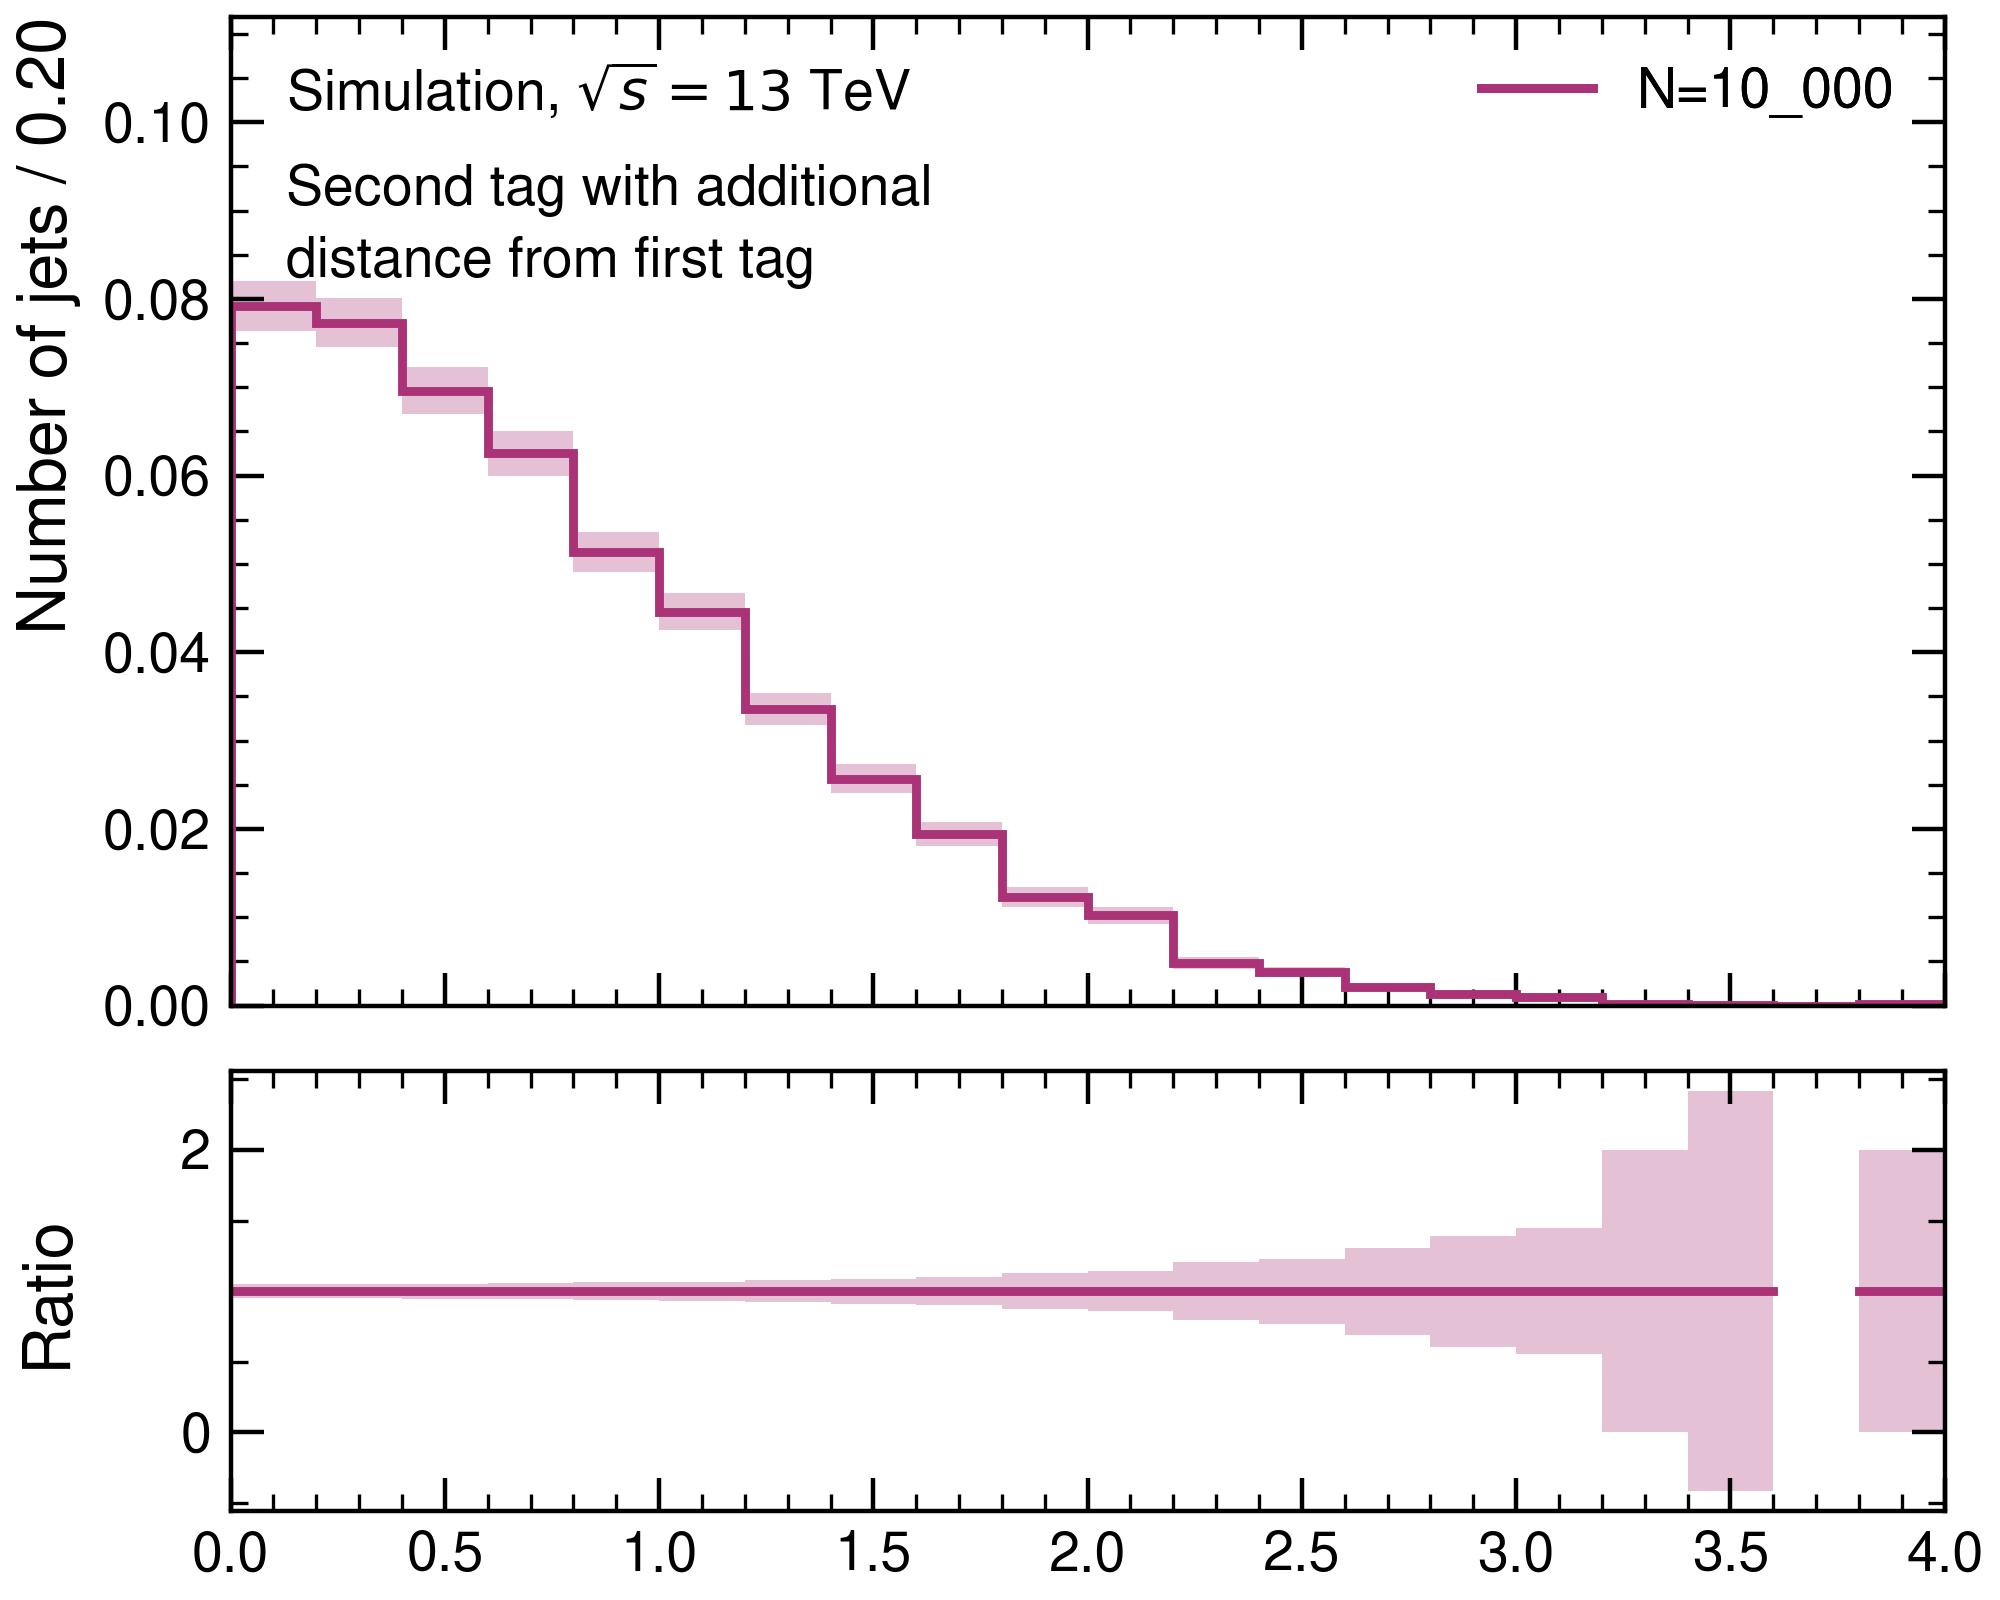 Number of jets / 0.20
Simulation, √s = 13 TeV
N=10_000
Second tag with additional
distance from first tag
0.10
0.08
0.06
0.04
0.02
0.00
Ratio
2
0
0.0 0.5 1.0 1.5 2.0 2.5 3.0 3.5 4.0